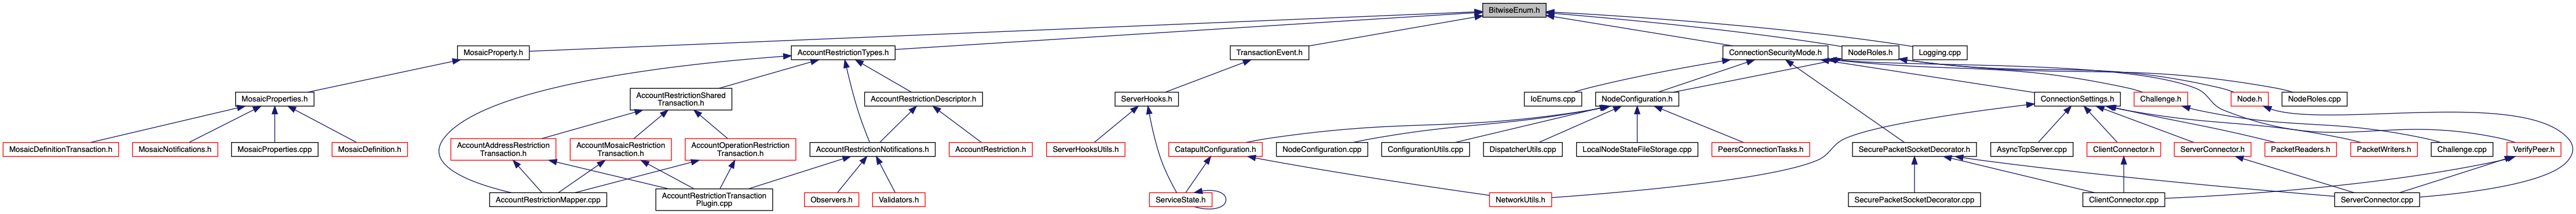 BitwiseEnum.h
MosaicProperty.h
AccountRestrictionTypes.h
TransactionEvent.h
ConnectionSecurityMode.h
NodeRoles.h
Logging.cpp
MosaicProperties.h
AccountRestrictionShared
Transaction.h
AccountRestrictionDescriptor.h
ServerHooks.h
IoEnums.cpp
NodeConfiguration.h
ConnectionSettings.h
Challenge.h
Node.h
NodeRoles.cpp
MosaicDefinitionTransaction.h
MosaicNotifications.h
MosaicProperties.cpp
MosaicDefinition.h
AccountAddressRestriction
Transaction.h
AccountMosaicRestriction
Transaction.h
AccountOperationRestriction
Transaction.h
AccountRestrictionNotifications.h
AccountRestriction.h
ServerHooksUtils.h
CatapultConfiguration.h
NodeConfiguration.cpp
ConfigurationUtils.cpp
DispatcherUtils.cpp
LocalNodeStateFileStorage.cpp
PeersConnectionTasks.h
SecurePacketSocketDecorator.h
AsyncTcpServer.cpp
ClientConnector.h
ServerConnector.h
PacketReaders.h
PacketWriters.h
Challenge.cpp
VerifyPeer.h
AccountRestrictionMapper.cpp
AccountRestrictionTransaction
Plugin.cpp
Observers.h
Validators.h
ServiceState.h
NetworkUtils.h
SecurePacketSocketDecorator.cpp
ClientConnector.cpp
ServerConnector.cpp